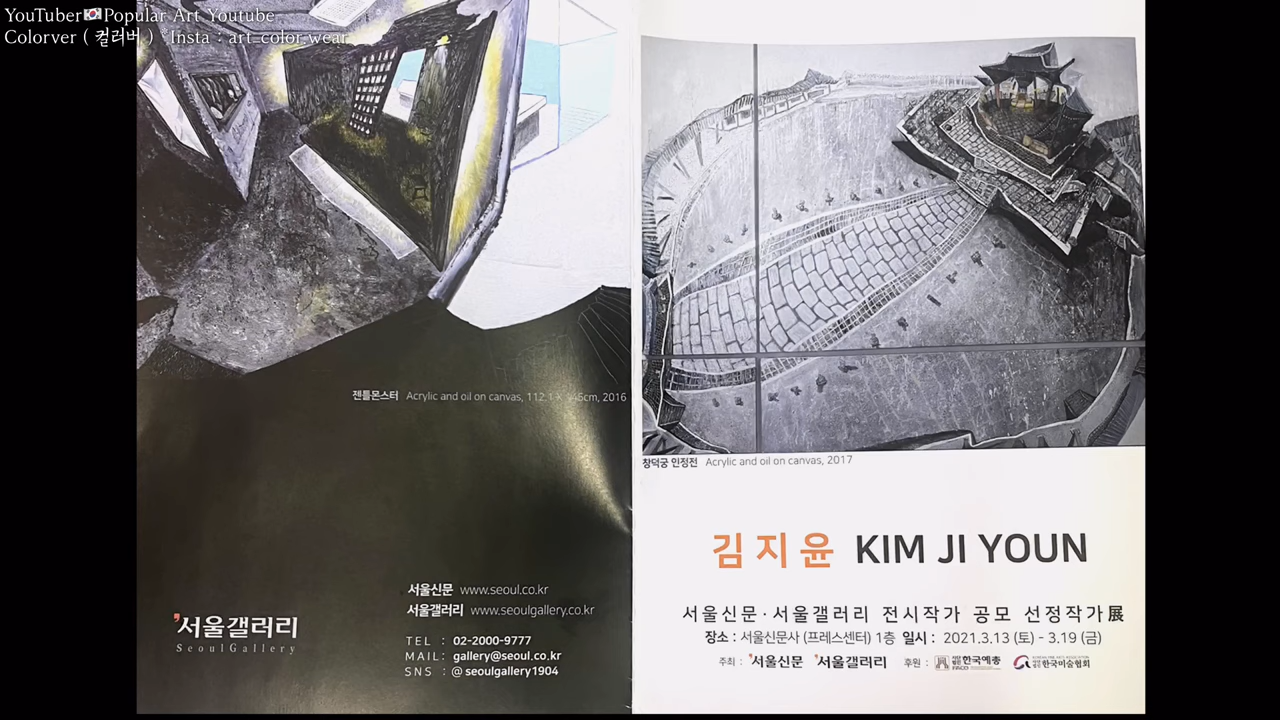 YouTuber🇰🇷Popular Art Youtube
Colorver ( 컬러버 ) Insta : art_color_wear
젠틀몬스터 Acrylic and oil on canvas, 112.1 X 145cm, 2016
서울신문 www.seoul.co.kr
서울갤러리 www.seoulgallery.co.kr
서울갤러리
SeoulGallery
TEL : 02-2000-9777
MAIL : gallery@seoul.co.kr
SNS : @seoulgallery1904
창덕궁 인정전 Acrylic and oil on canvas, 2017
김지윤 KIM JI YOUN
서울신문·서울갤러리 전시작가 공모 선정작가展
장소 : 서울신문사 (프레스센터) 1층 일시 : 2021.3.13 (토) - 3.19 (금)
주최 : 서울신문 서울갤러리 후원 : 한국예총 한국미술협회